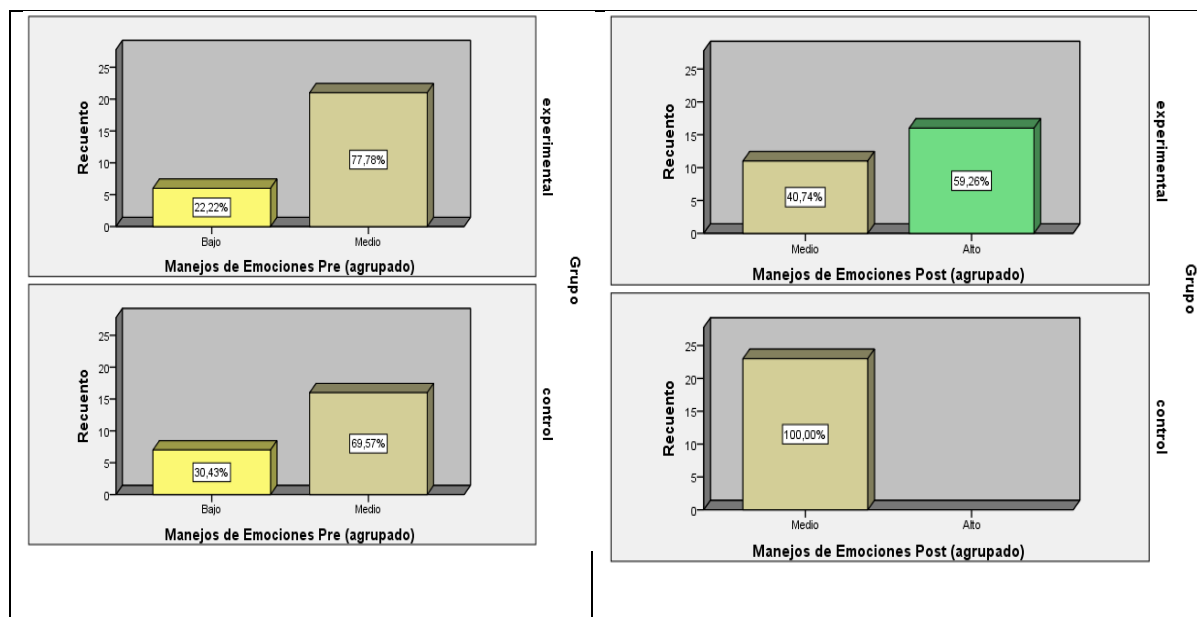 25
20
15
10
5
0
Recuento
22,22%
77,78%
Bajo
Medio
Manejos de Emociones Pre (agrupado)
experimental
25
20
15
10
5
0
Recuento
30,43%
69,57%
Bajo
Medio
Manejos de Emociones Pre (agrupado)
control
Grupo
25
20
15
10
5
0
Recuento
40,74%
59,26%
Medio
Alto
Manejos de Emociones Post (agrupado)
experimental
25
20
15
10
5
0
Recuento
100,00%
Medio
Alto
Manejos de Emociones Post (agrupado)
control
Grupo